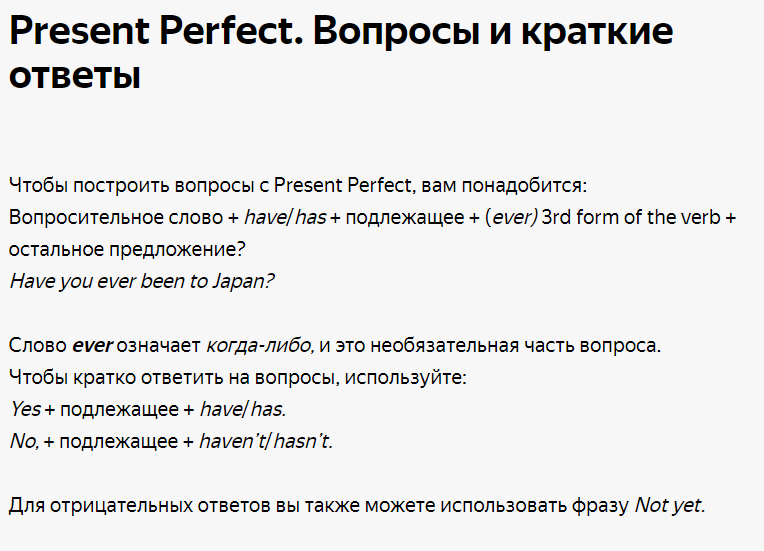 Present Perfect. Вопросы и краткие
ответы
Чтобы построить вопросы с Present Perfect, вам понадобится:
Вопросительное слово + have/has + подлежащее + (ever) 3rd form of the verb +
остальное предложение?
Have you ever been to Japan?
Слово ever означает когда-либо, и это необязательная часть вопроса.
Чтобы кратко ответить на вопросы, используйте:
Yes + подлежащее + have/has.
No, + подлежащее + haven’t/hasn’t.
Для отрицательных ответов вы также можете использовать фразу Not yet.